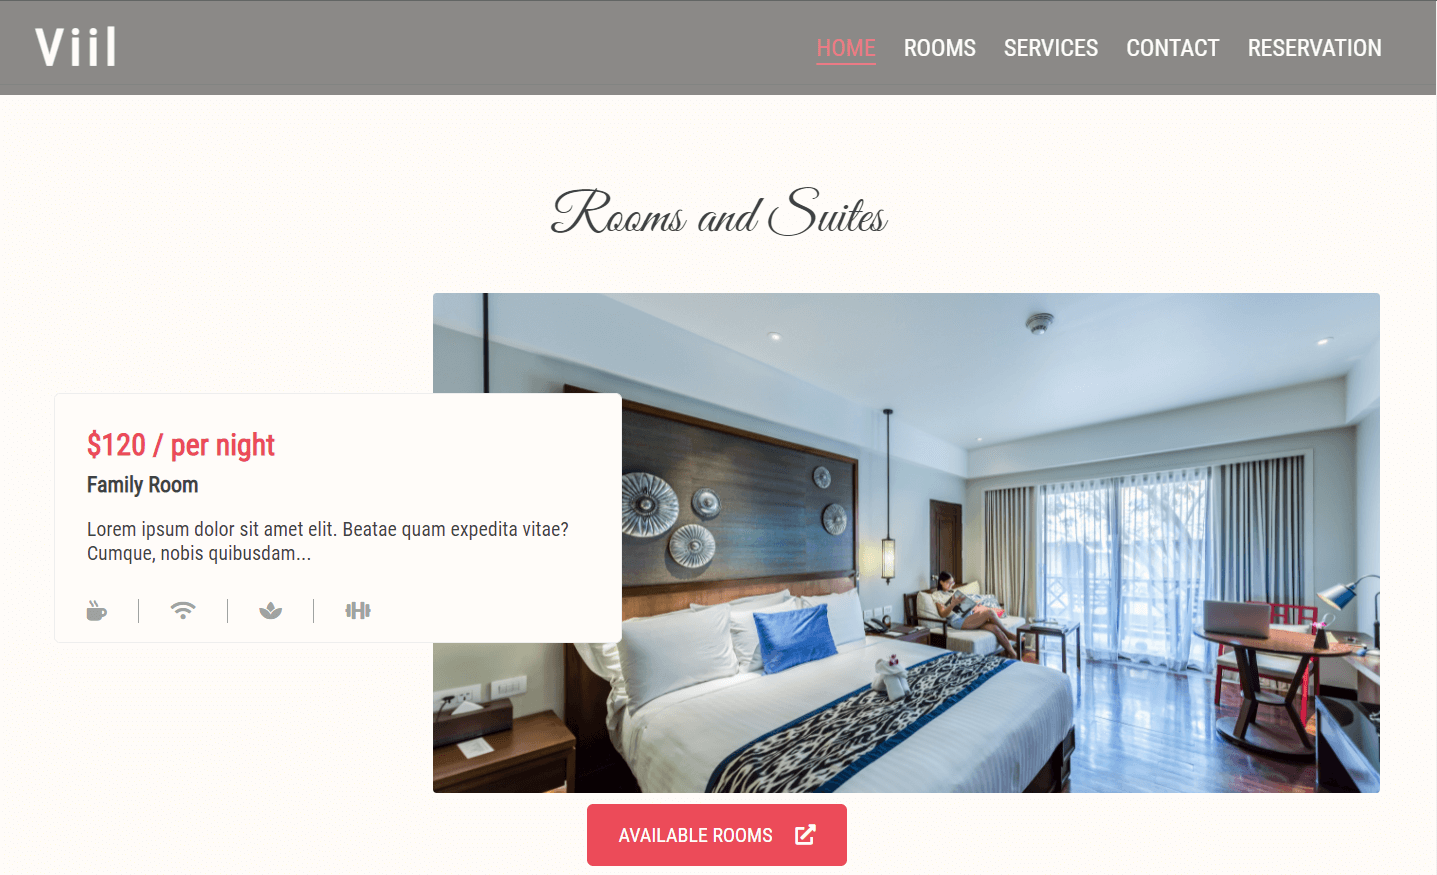 Viil
HOME ROOMS SERVICES CONTACT RESERVATION
Rooms and Suites
$120 / per night
Family Room
Lorem ipsum dolor sit amet elit. Beatae quam expedita vitae?
Cumque, nobis quibusdam...
AVAILABLE ROOMS